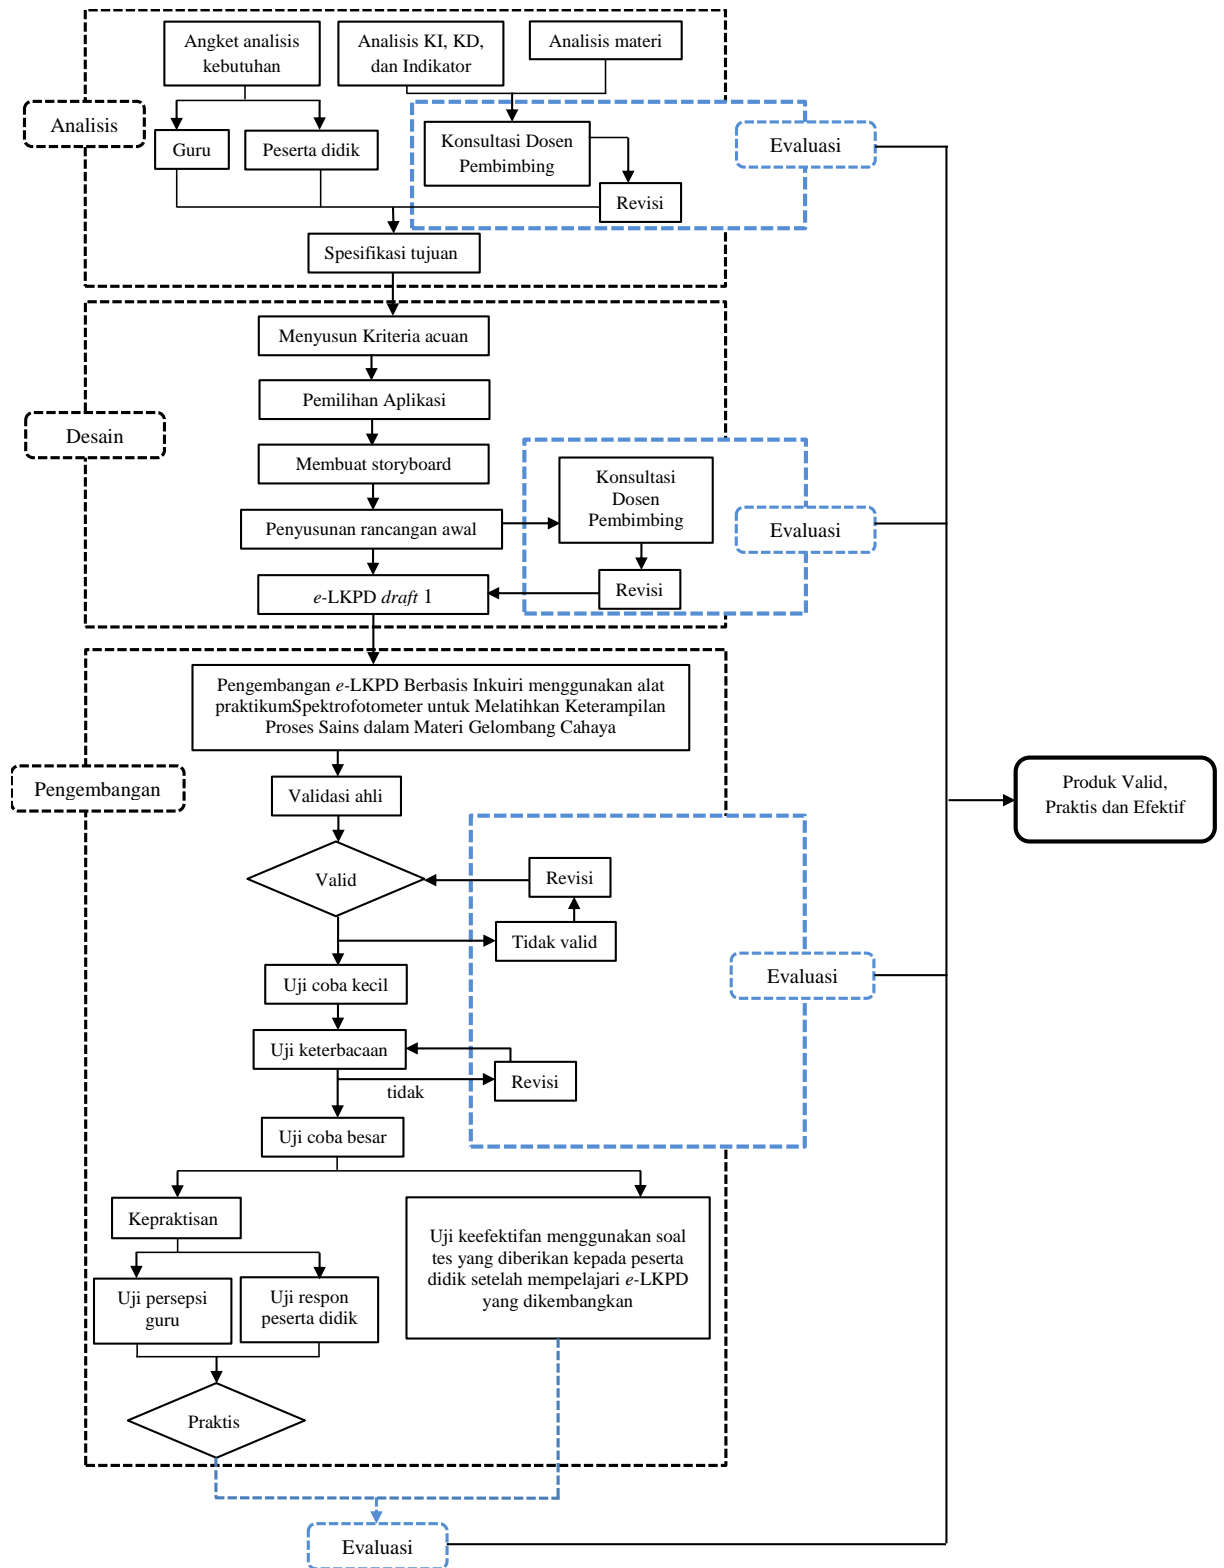 Angket analisis
kebutuhan
Analisis KI, KD,
dan Indikator
Analisis materi
Analisis
Guru
Peserta didik
Konsultasi Dosen
Pembimbing
Evaluasi
Revisi
Spesifikasi tujuan
Menyusun Kriteria acuan
Pemilihan Aplikasi
Desain
Membuat storyboard
Konsultasi
Dosen
Pembimbing
Penyusunan rancangan awal
Evaluasi
e-LKPD draft 1
Revisi
Pengembangan e-LKPD Berbasis Inkuiri menggunakan alat
praktikumSpektrofotometer untuk Melatihkan Keterampilan
Proses Sains dalam Materi Gelombang Cahaya
Pengembangan
Validasi ahli
Produk Valid,
Praktis dan Efektif
Valid
Revisi
Tidak valid
Uji coba kecil
Evaluasi
Uji keterbacaan
tidak
Revisi
Uji coba besar
Kepraktisan
Uji persepsi
guru
Uji respon
peserta didik
Uji keefektifan menggunakan soal
tes yang diberikan kepada peserta
didik setelah mempelajari e-LKPD
yang dikembangkan
Praktis
Evaluasi